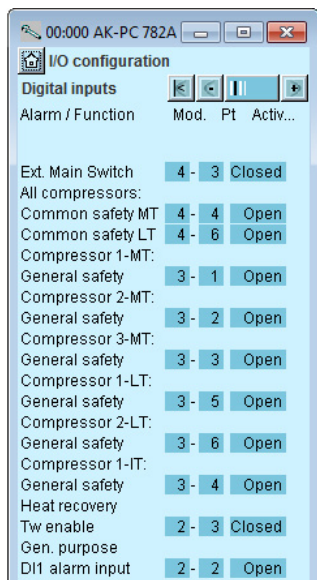 00:000 AK-PC 782A
I/O configuration
Digital inputs
Alarm / Function Mod. Pt Activ...
Ext. Main Switch 4 - 3 Closed
All compressors:
Common safety MT 4 - 4 Open
Common safety LT 4 - 6 Open
Compressor 1-MT:
General safety 3 - 1 Open
Compressor 2-MT:
General safety 3 - 2 Open
Compressor 3-MT:
General safety 3 - 3 Open
Compressor 1-LT:
General safety 3 - 5 Open
Compressor 2-LT:
General safety 3 - 6 Open
Compressor 1-IT:
General safety 3 - 4 Open
Heat recovery
Tw enable 2 - 3 Closed
Gen. purpose
DI1 alarm input 2 - 2 Open